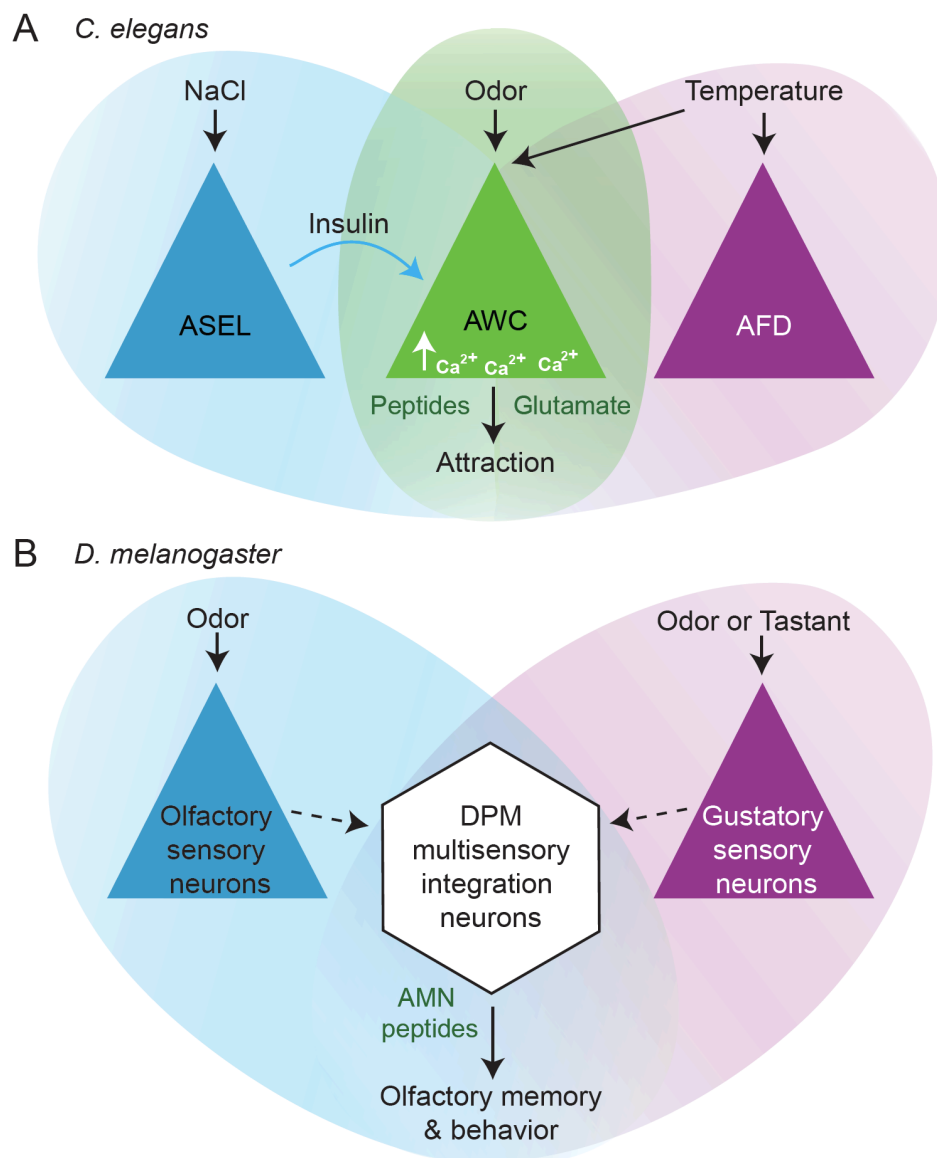 A C. elegans
NaCl
Odor
Temperature
Insulin
ASEL
AWC
AFD
Ca²⁺ Ca²⁺ Ca²⁺
Peptides
Glutamate
Attraction
B D. melanogaster
Odor
Odor or Tastant
Olfactory
sensory
neurons
DPM
multisensory
integration
neurons
Gustatory
sensory
neurons
AMN
peptides
Olfactory memory
& behavior